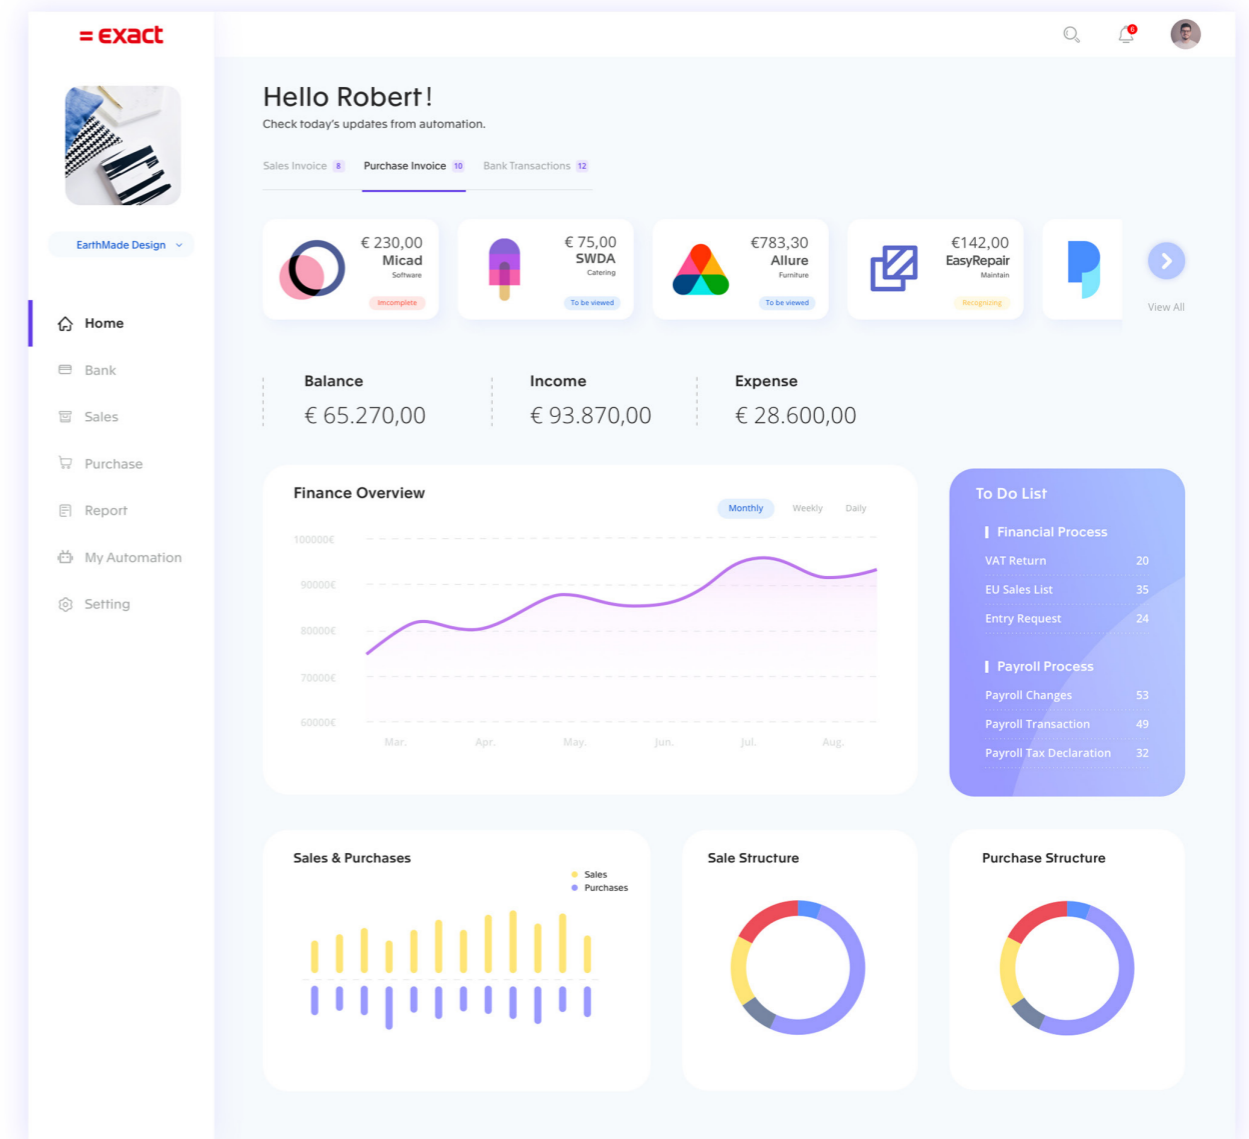 = exact
6
EarthMade Design
Home
Bank
Sales
Purchase
Report
My Automation
Setting
Hello Robert!
Check today's updates from automation.
Sales Invoice 8 Purchase Invoice 10 Bank Transactions 12
€ 230,00
Micad
Software
Imcomplete
€ 75,00
SWDA
Catering
To be viewed
€783,30
Allure
Furniture
To be viewed
€142,00
EasyRepair
Maintain
Recognizing
View All
Balance
€ 65.270,00
Income
€ 93.870,00
Expense
€ 28.600,00
Finance Overview
Monthly Weekly Daily
100000€
90000€
80000€
70000€
60000€
Mar. Apr. May. Jun. Jul. Aug.
To Do List
Financial Process
VAT Return 20
EU Sales List 35
Entry Request 24
Payroll Process
Payroll Changes 53
Payroll Transaction 49
Payroll Tax Declaration 32
Sales & Purchases
Sales
Purchases
Sale Structure
Purchase Structure